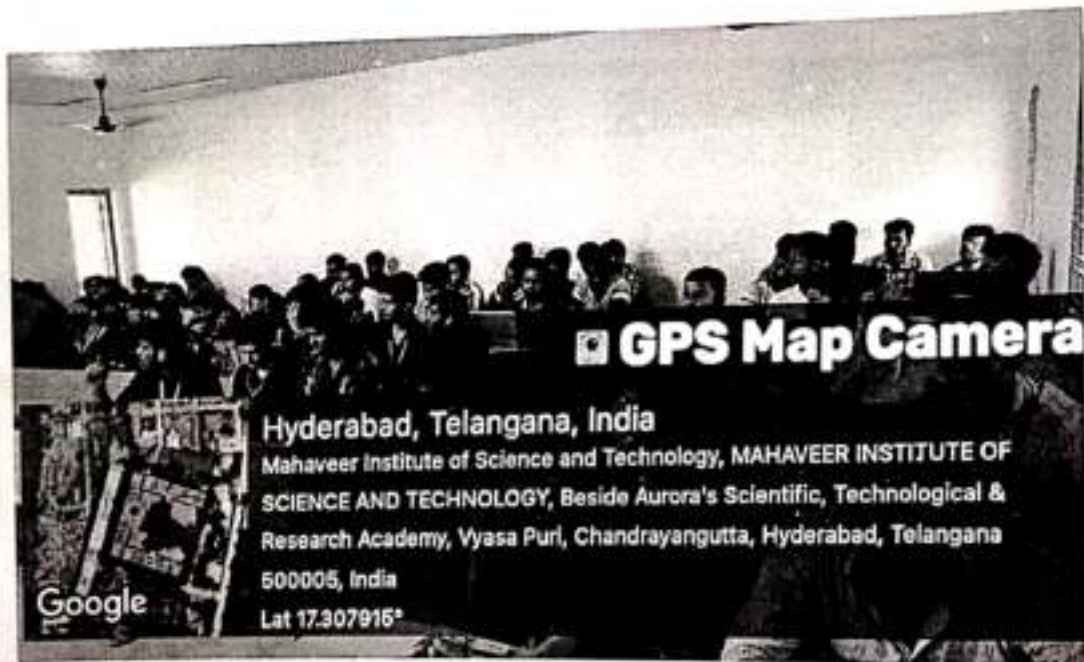 GPS Map Camera
Hyderabad, Telangana, India
Mahaveer Institute of Science and Technology, MAHAVEER INSTITUTE OF
SCIENCE AND TECHNOLOGY, Beside Aurora's Scientific, Technological &
Research Academy, Vyasa Puri, Chandrayangutta, Hyderabad, Telangana
500005, India
Lat 17.307915°
Google